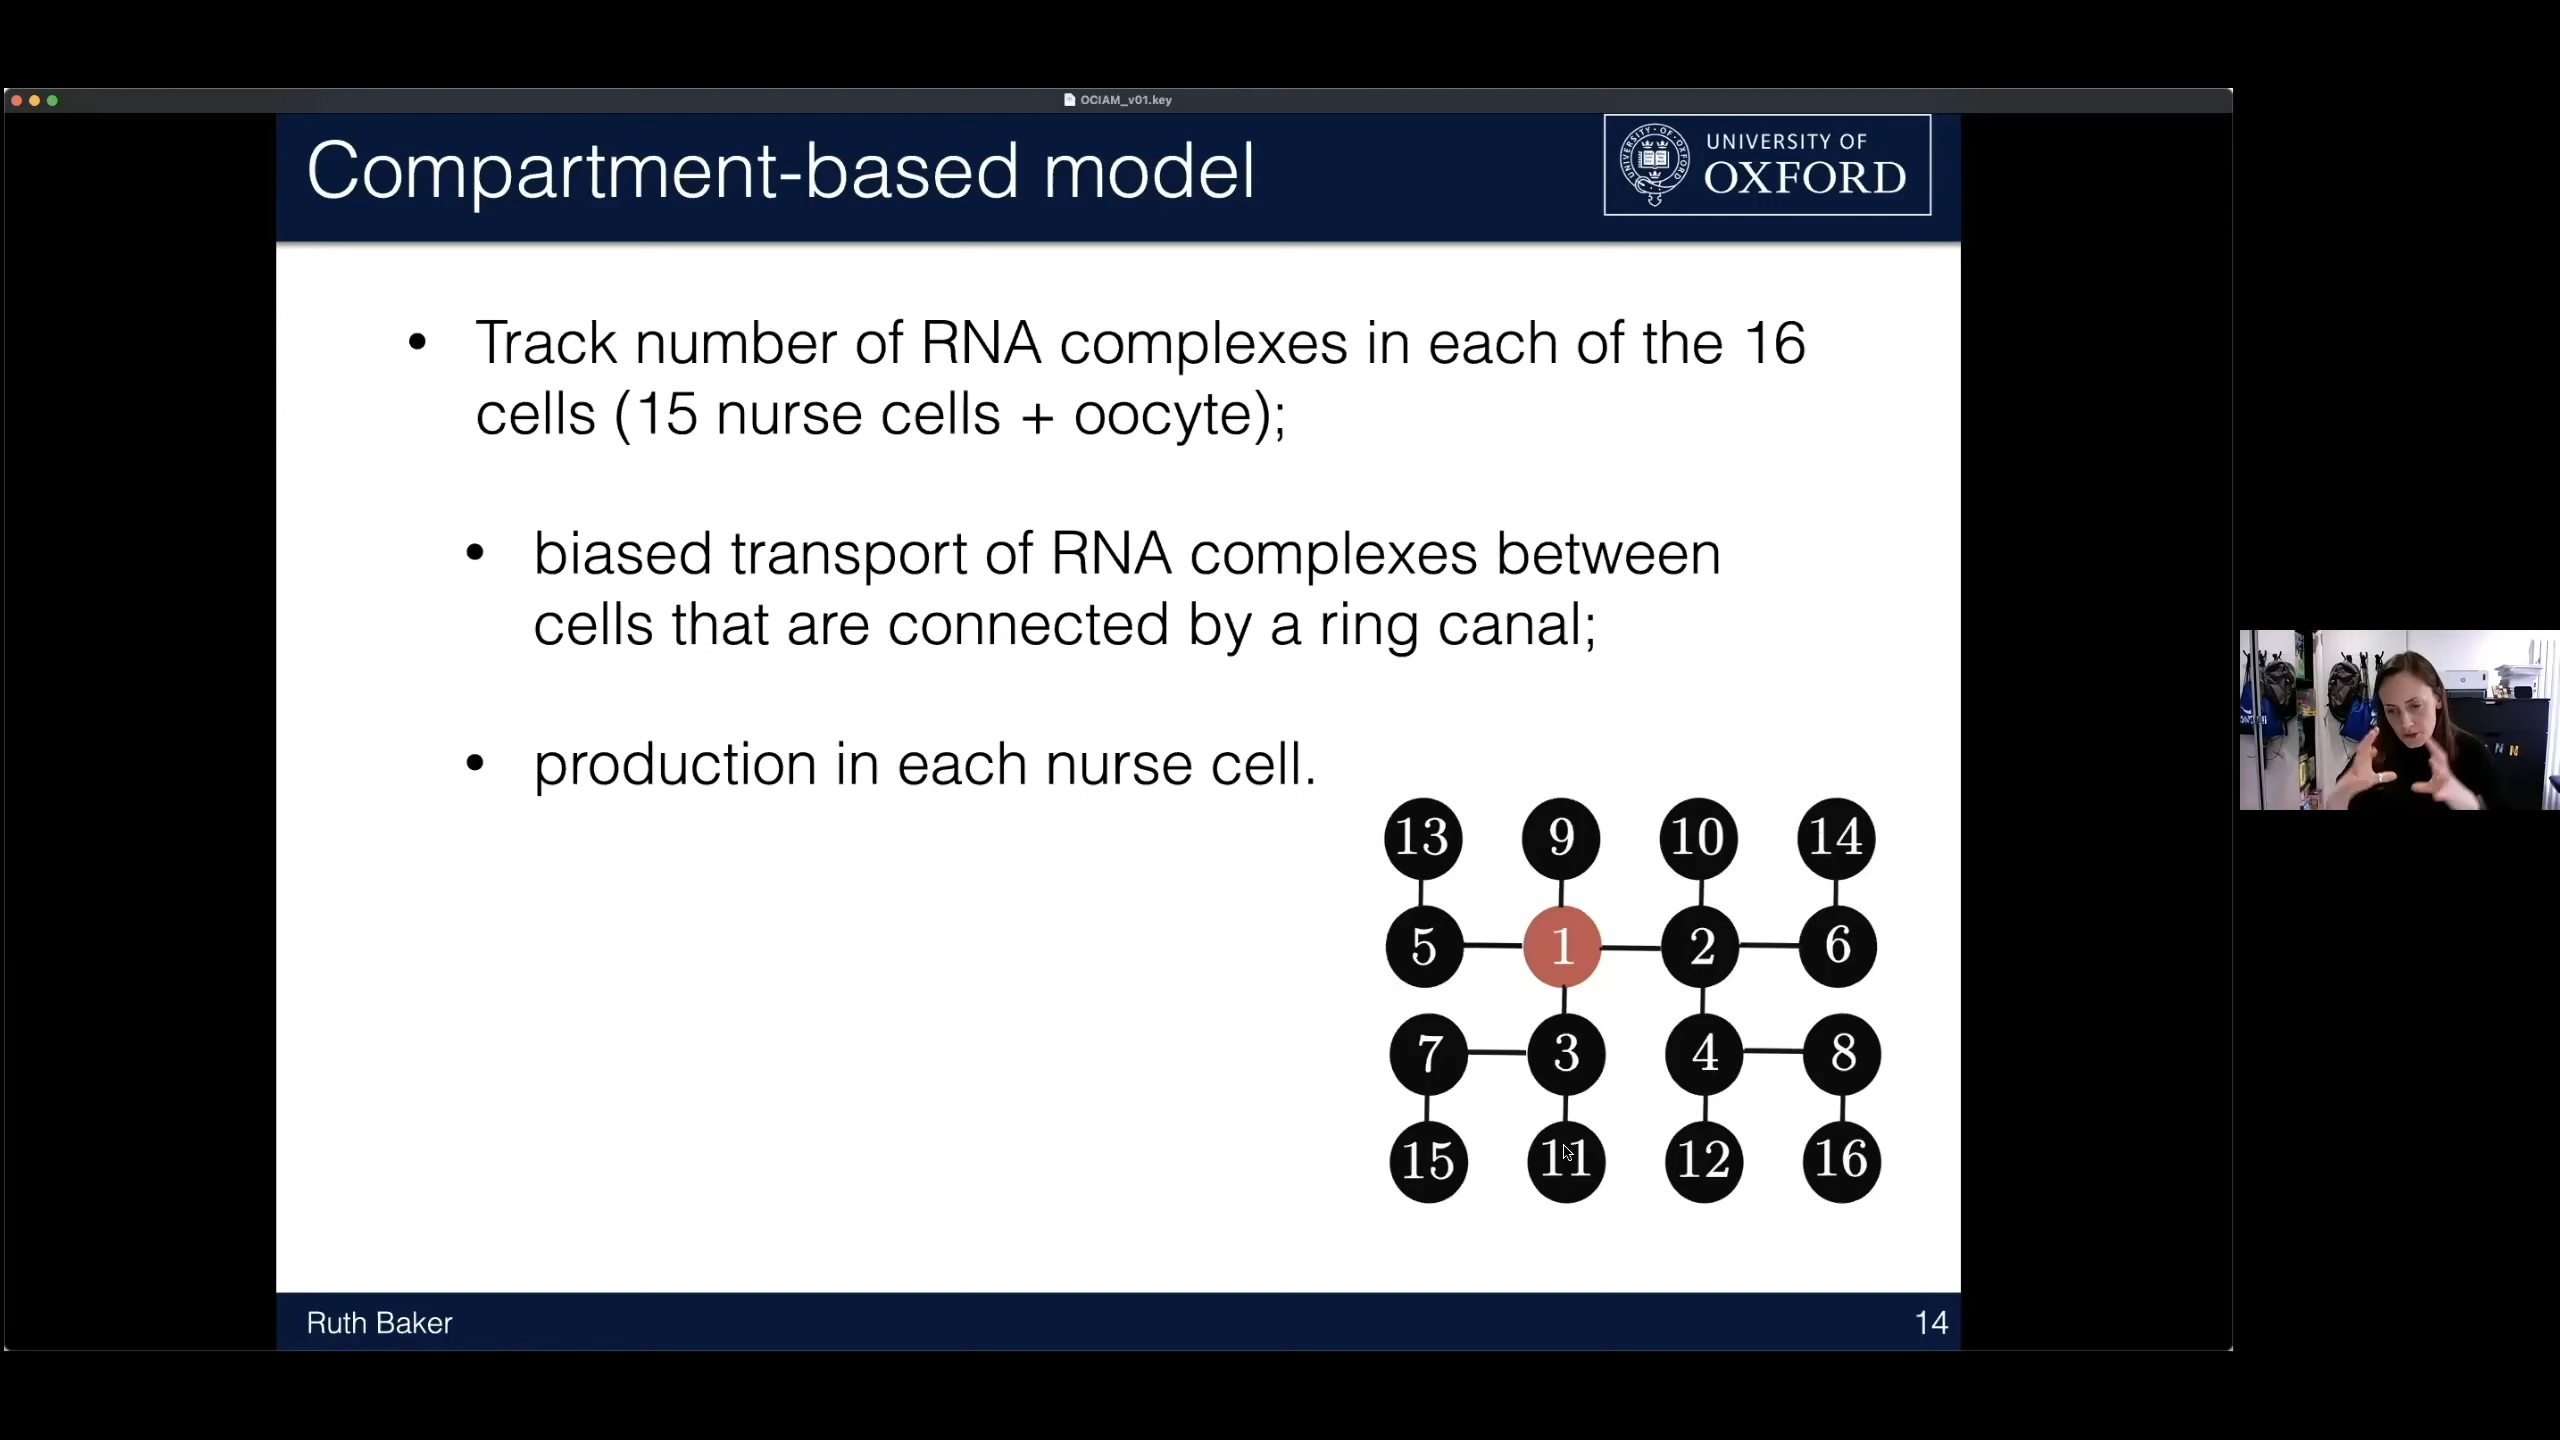 OCIAM_v01.key
Compartment-based model
UNIVERSITY OF
OXFORD
• Track number of RNA complexes in each of the 16
cells (15 nurse cells + oocyte);
• biased transport of RNA complexes between
cells that are connected by a ring canal;
• production in each nurse cell.
13 9 10 14
5 1 2 6
7 3 4 8
15 11 12 16
Ruth Baker
14